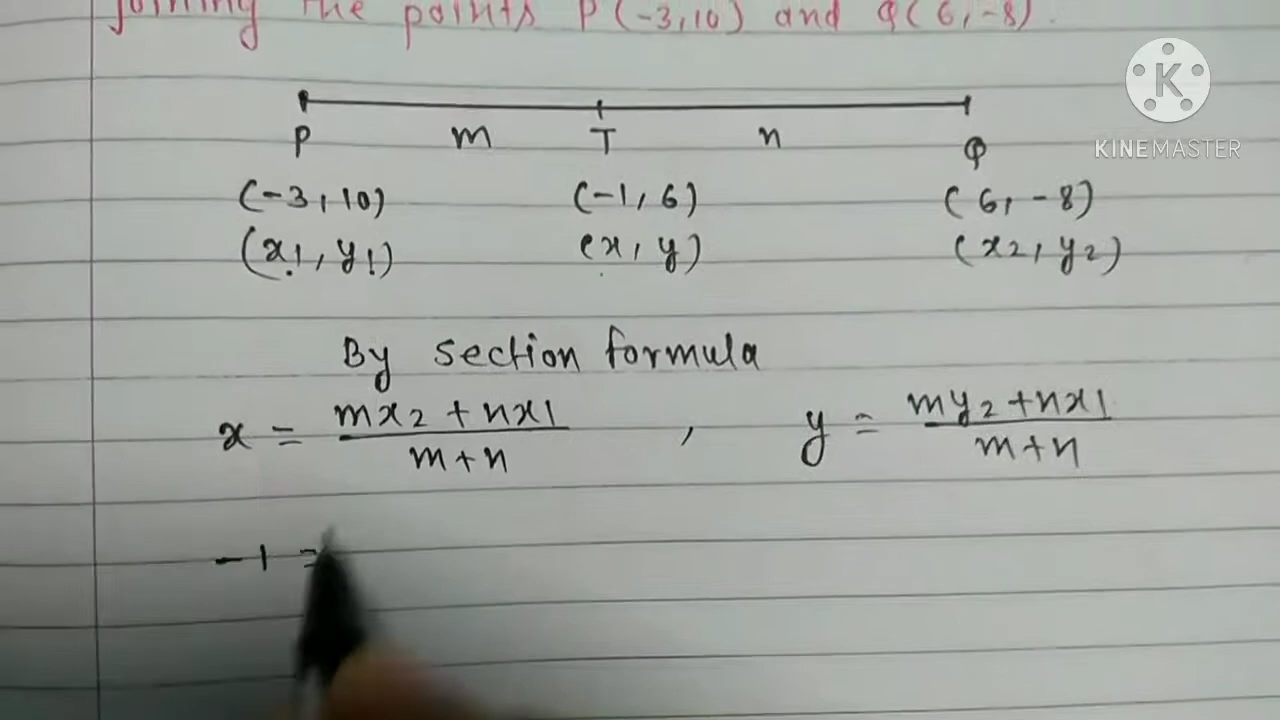 joining the points P(-3,10) and Q(6,-8).
K
KINEMASTER
P m T n Q
(-3,10) (-1,6) (6,-8)
(x1,y1) (x,y) (x2,y2)
By section formula
x = mx2+nx1 / m+n , y = my2+nx1 / m+n
-1 =